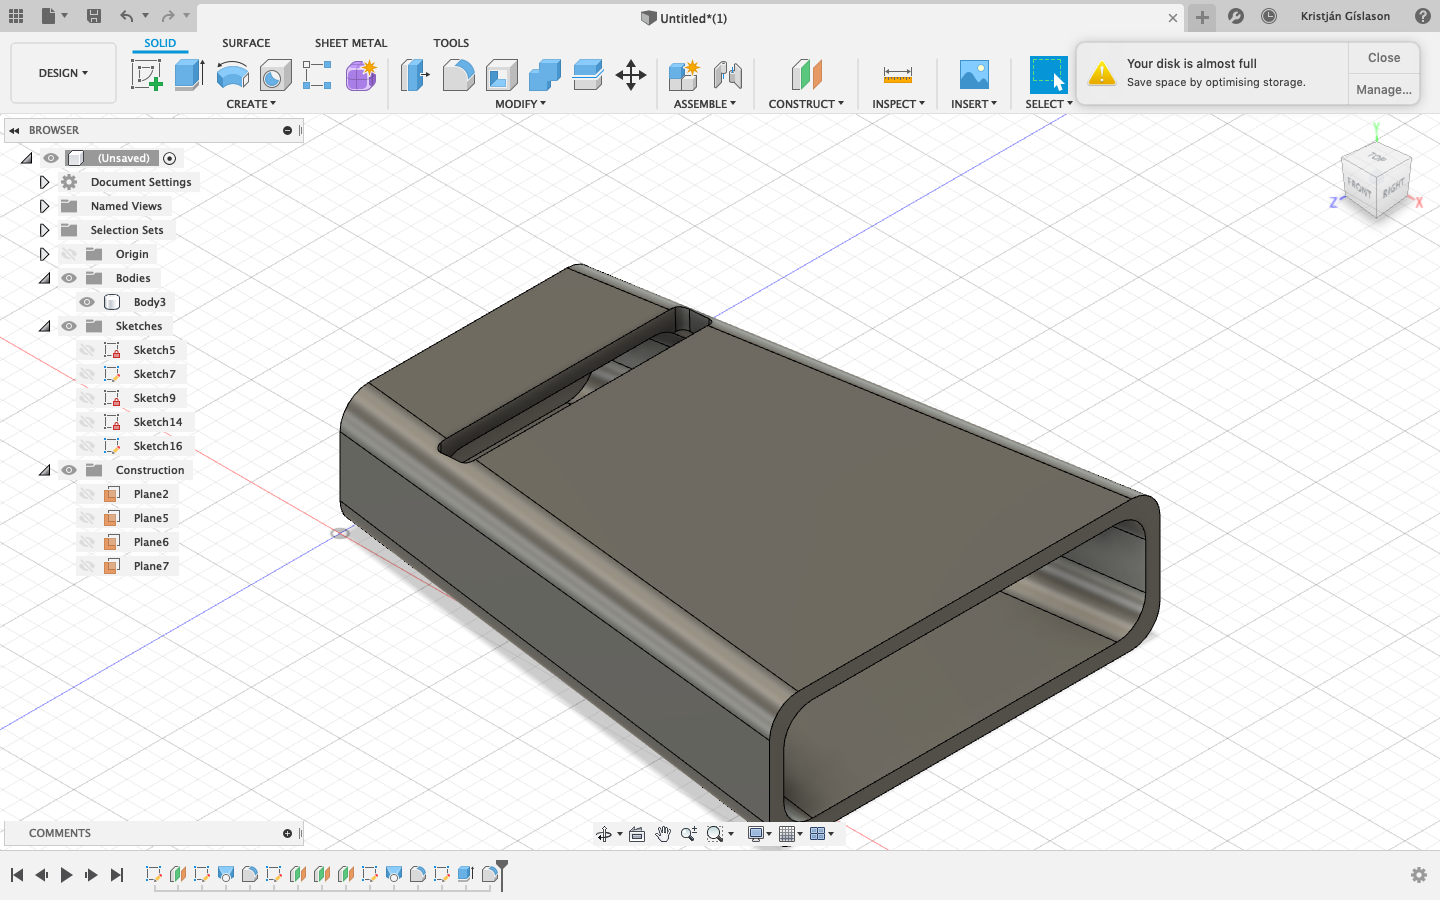 Untitled*(1)
Kristján Gíslason
DESIGN
SOLID
SURFACE
SHEET METAL
TOOLS
CREATE
MODIFY
ASSEMBLE
CONSTRUCT
INSPECT
INSERT
SELECT
Your disk is almost full
Save space by optimising storage.
Close
Manage...
BROWSER
(Unsaved)
Document Settings
Named Views
Selection Sets
Origin
Bodies
Body3
Sketches
Sketch5
Sketch7
Sketch9
Sketch14
Sketch16
Construction
Plane2
Plane5
Plane6
Plane7
Y
TOP
FRONT
RIGHT
Z
X
COMMENTS